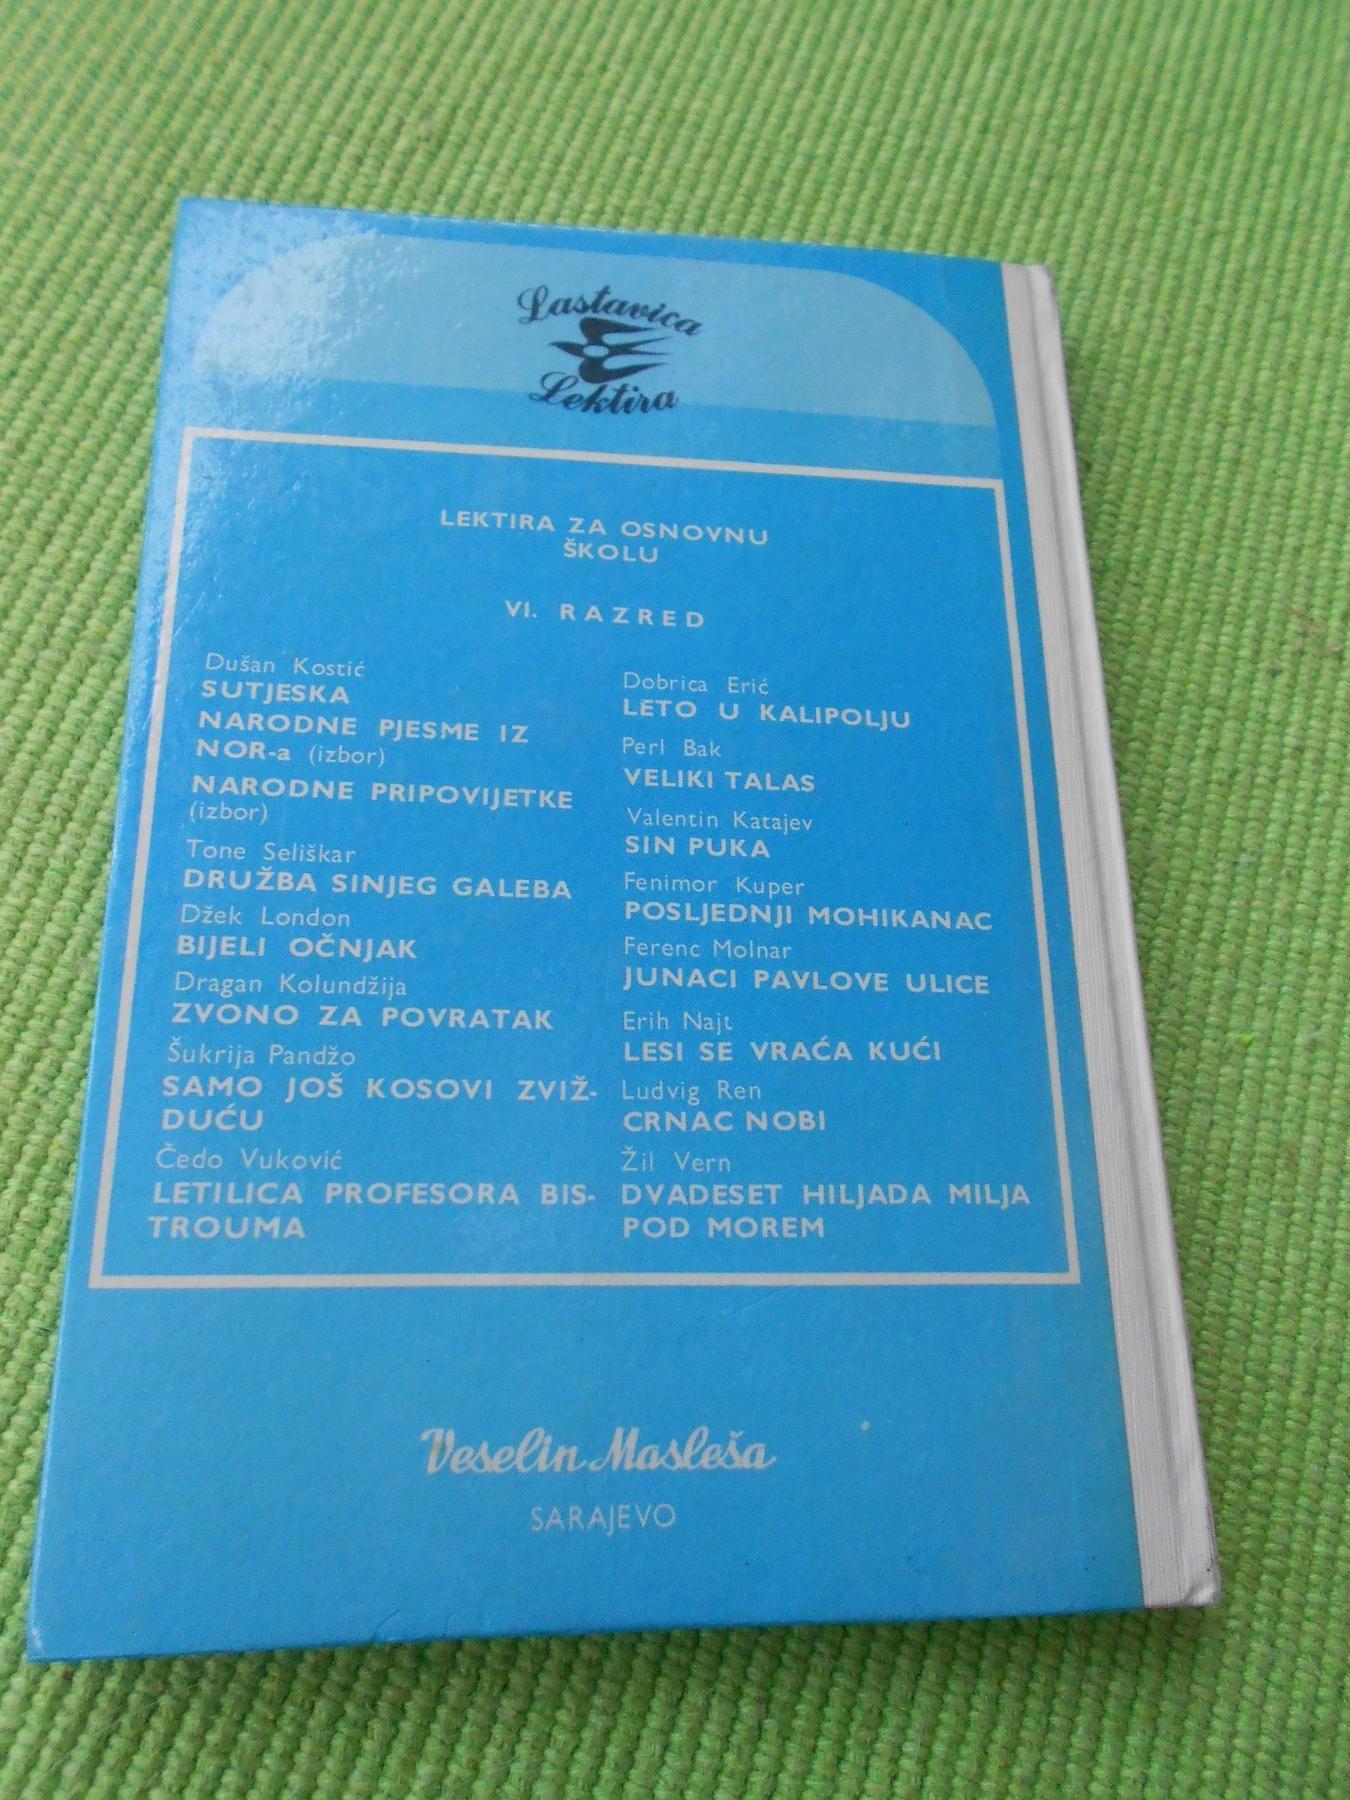 Lastavica
Lektira
LEKTIRA ZA OSNOVNU
ŠKOLU
VI. RAZRED
Dušan Kostić
SUTJESKA
NARODNE PJESME IZ
NOR-a (izbor)
NARODNE PRIPOVIJETKE
(izbor)
Tone Seliškar
DRUŽBA SINJEG GALEBA
Džek London
BIJELI OČNJAK
Dragan Kolundžija
ZVONO ZA POVRATAK
Šukrija Pandžo
SAMO JOŠ KOSOVI ZVIŽ-
DUĆU
Čedo Vuković
LETILICA PROFESORA BIS-
TROUMA
Dobrica Erić
LETO U KALIPOLJU
Perl Bak
VELIKI TALAS
Valentin Katajev
SIN PUKA
Fenimor Kuper
POSLJEDNJI MOHIKANAC
Ferenc Molnar
JUNACI PAVLOVE ULICE
Erih Najt
LESI SE VRAĆA KUĆI
Ludvig Ren
CRNAC NOBI
Žil Vern
DVADESET HILJADA MILJA
POD MOREM
Veselin Masleša
SARAJEVO